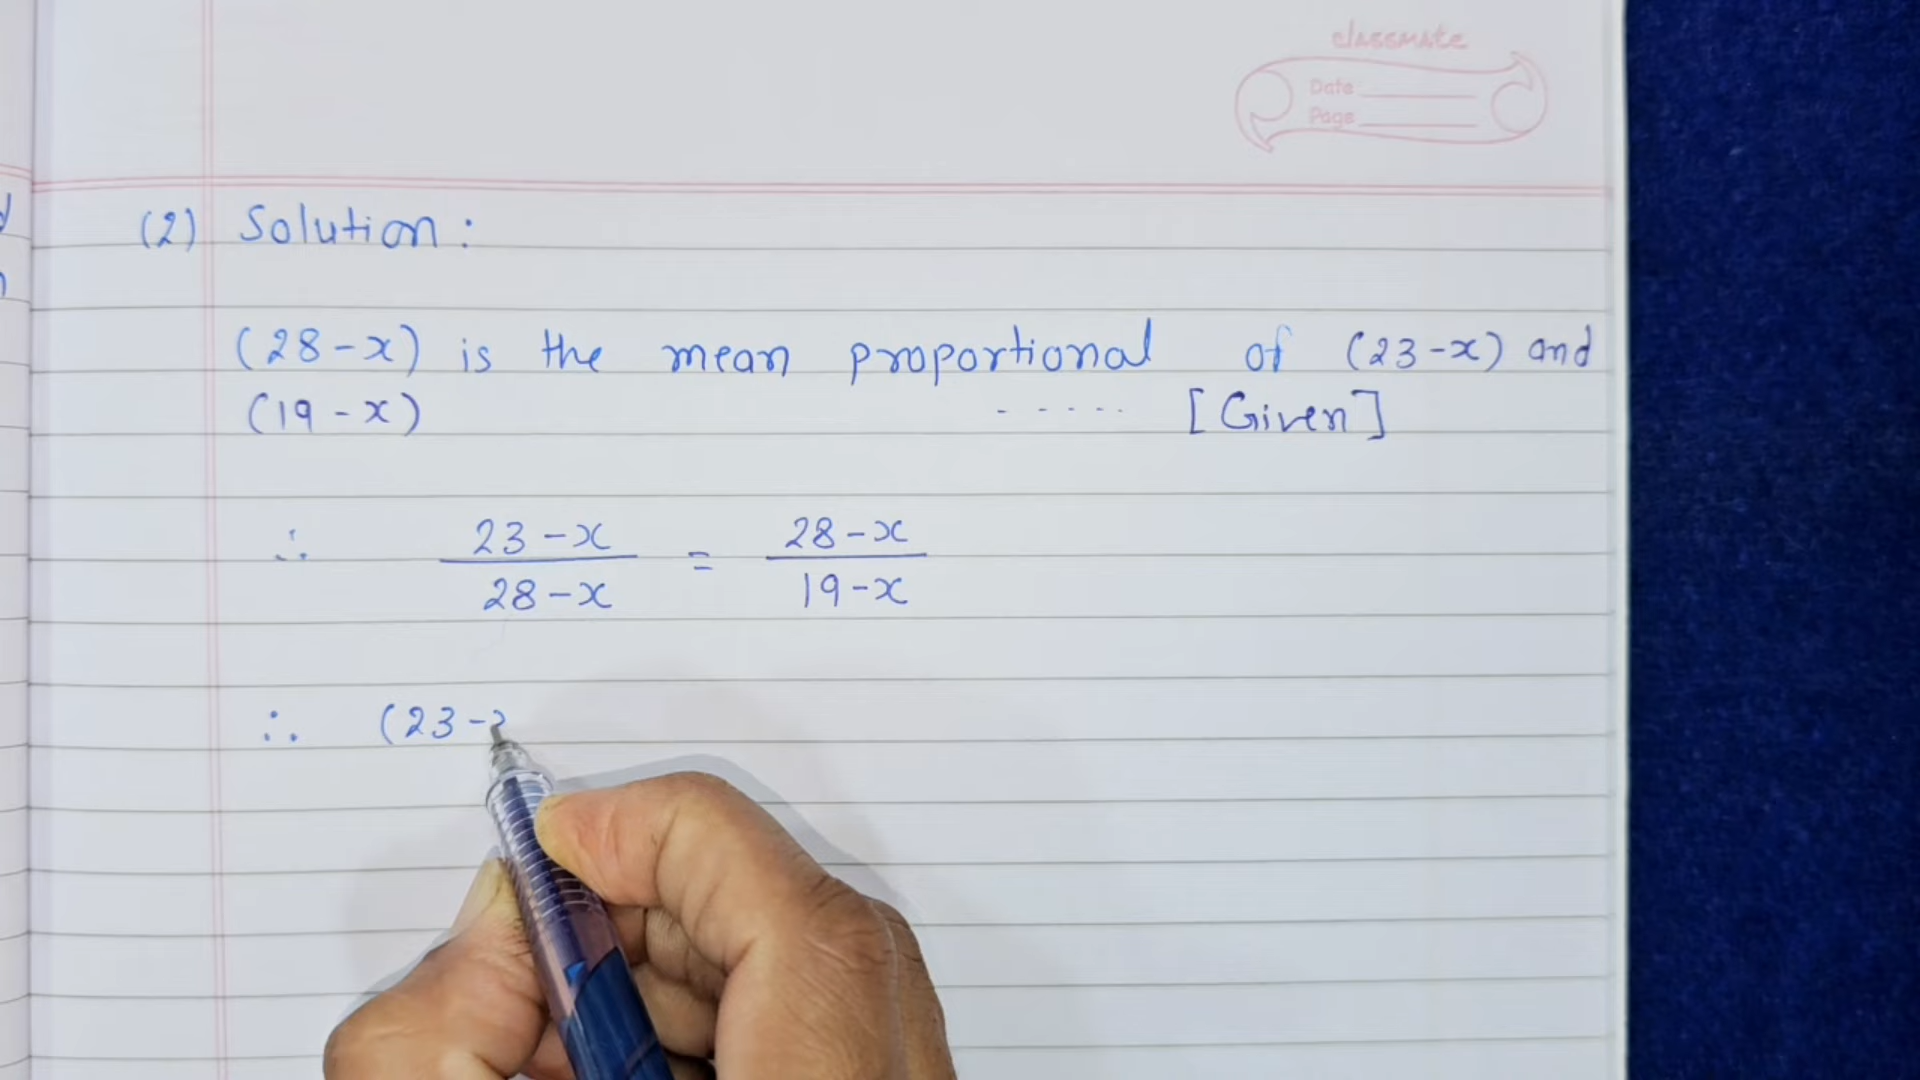 classmate
Date
Page
(2) Solution :
(28-x) is the mean proportional of (23-x) and
(19-x) ..... [Given]
∴ 23-x / 28-x = 28-x / 19-x
∴ (23-